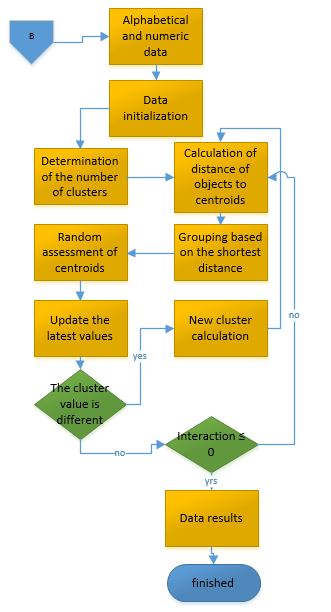 B
Alphabetical
and numeric
data
Data
initialization
Determination
of the number
of clusters
Calculation of
distance of
objects to
centroids
Random
assessment of
centroids
Grouping based
on the shortest
distance
Update the
latest values
New cluster
calculation
no
yes
The cluster
value is
different
no
Interaction ≤
0
yrs
Data results
finished